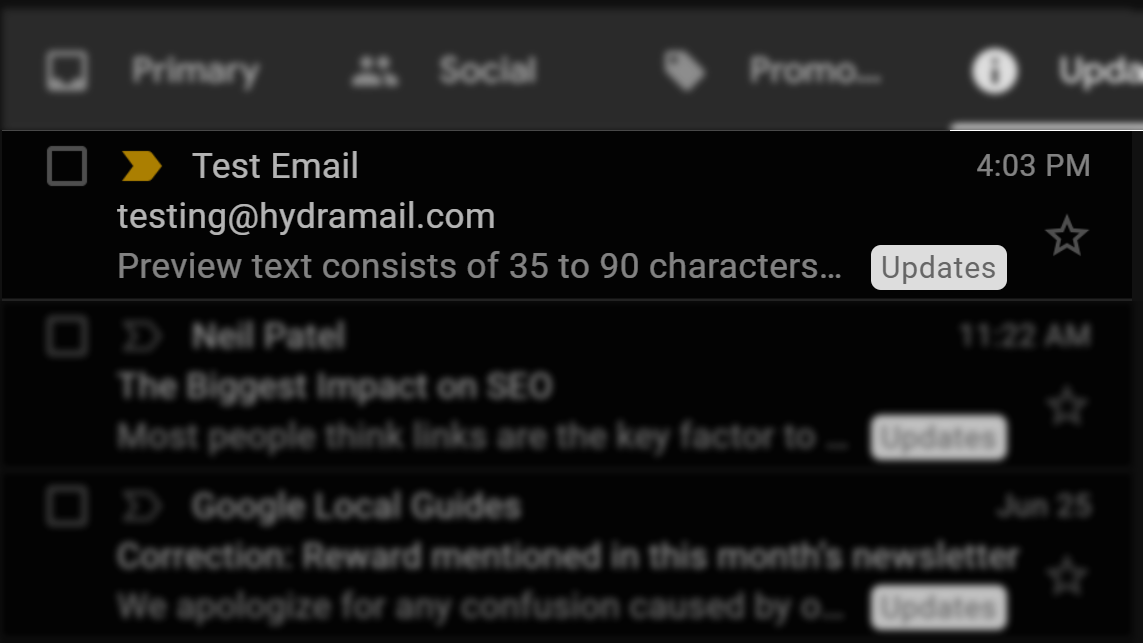 Primary Social Promo... Upda
Test Email 4:03 PM
testing@hydramail.com
Preview text consists of 35 to 90 characters... Updates
Neil Patel 11:22 AM
The Biggest Impact on SEO
Most people think links are the key factor to ... Updates
Google Local Guides Jun 25
Correction: Reward mentioned in this month's newsletter
We apologize for any confusion caused by o... Updates